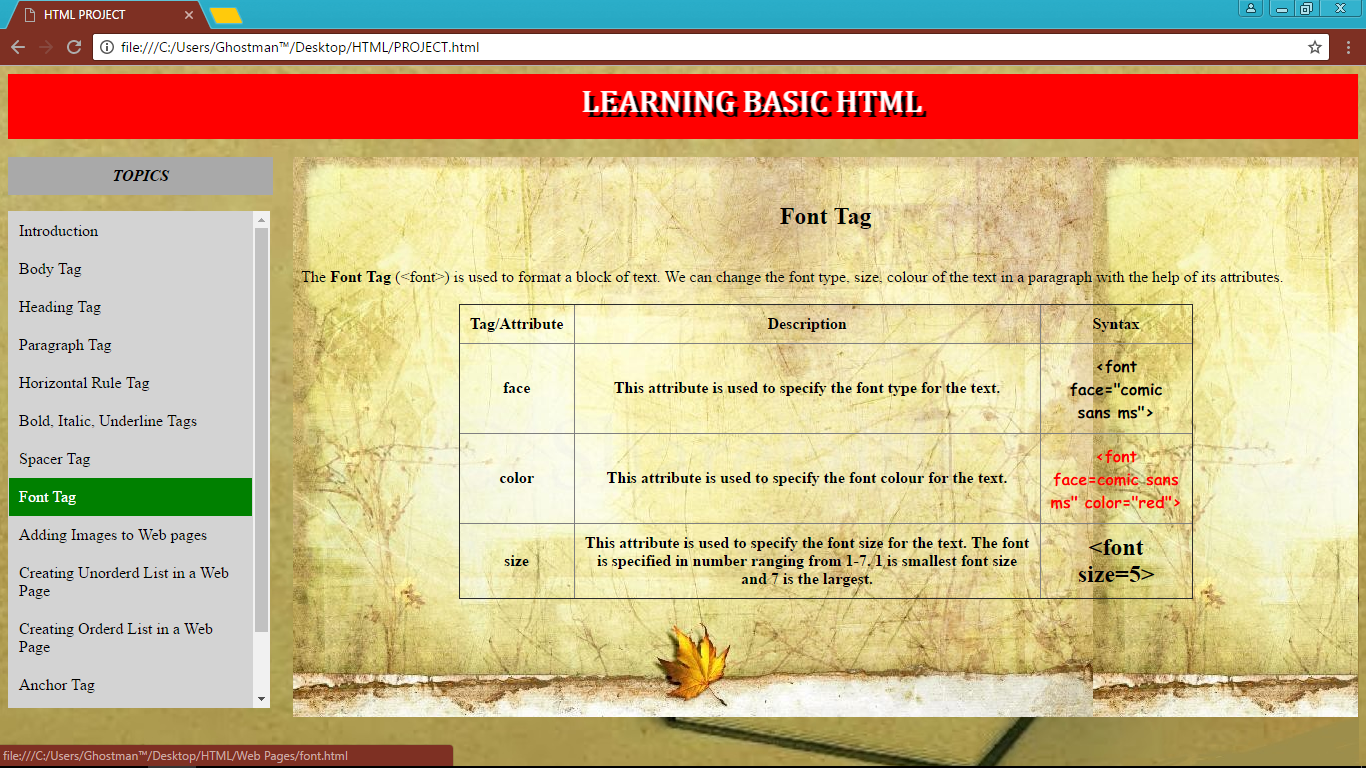 HTML PROJECT
file:///C:/Users/Ghostman™/Desktop/HTML/PROJECT.html
LEARNING BASIC HTML
TOPICS
Introduction
Body Tag
Heading Tag
Paragraph Tag
Horizontal Rule Tag
Bold, Italic, Underline Tags
Spacer Tag
Font Tag
Adding Images to Web pages
Creating Unorderd List in a Web
Page
Creating Orderd List in a Web
Page
Anchor Tag
Font Tag
The Font Tag (<font>) is used to format a block of text. We can change the font type, size, colour of the text in a paragraph with the help of its attributes.
Tag/Attribute Description Syntax
face This attribute is used to specify the font type for the text. <font
face="comic
sans ms">
color This attribute is used to specify the font colour for the text. <font
face=comic sans
ms" color="red">
size This attribute is used to specify the font size for the text. The font
is specified in number ranging from 1-7. 1 is smallest font size
and 7 is the largest.
<font
size=5>
file:///C:/Users/Ghostman™/Desktop/HTML/Web Pages/font.html